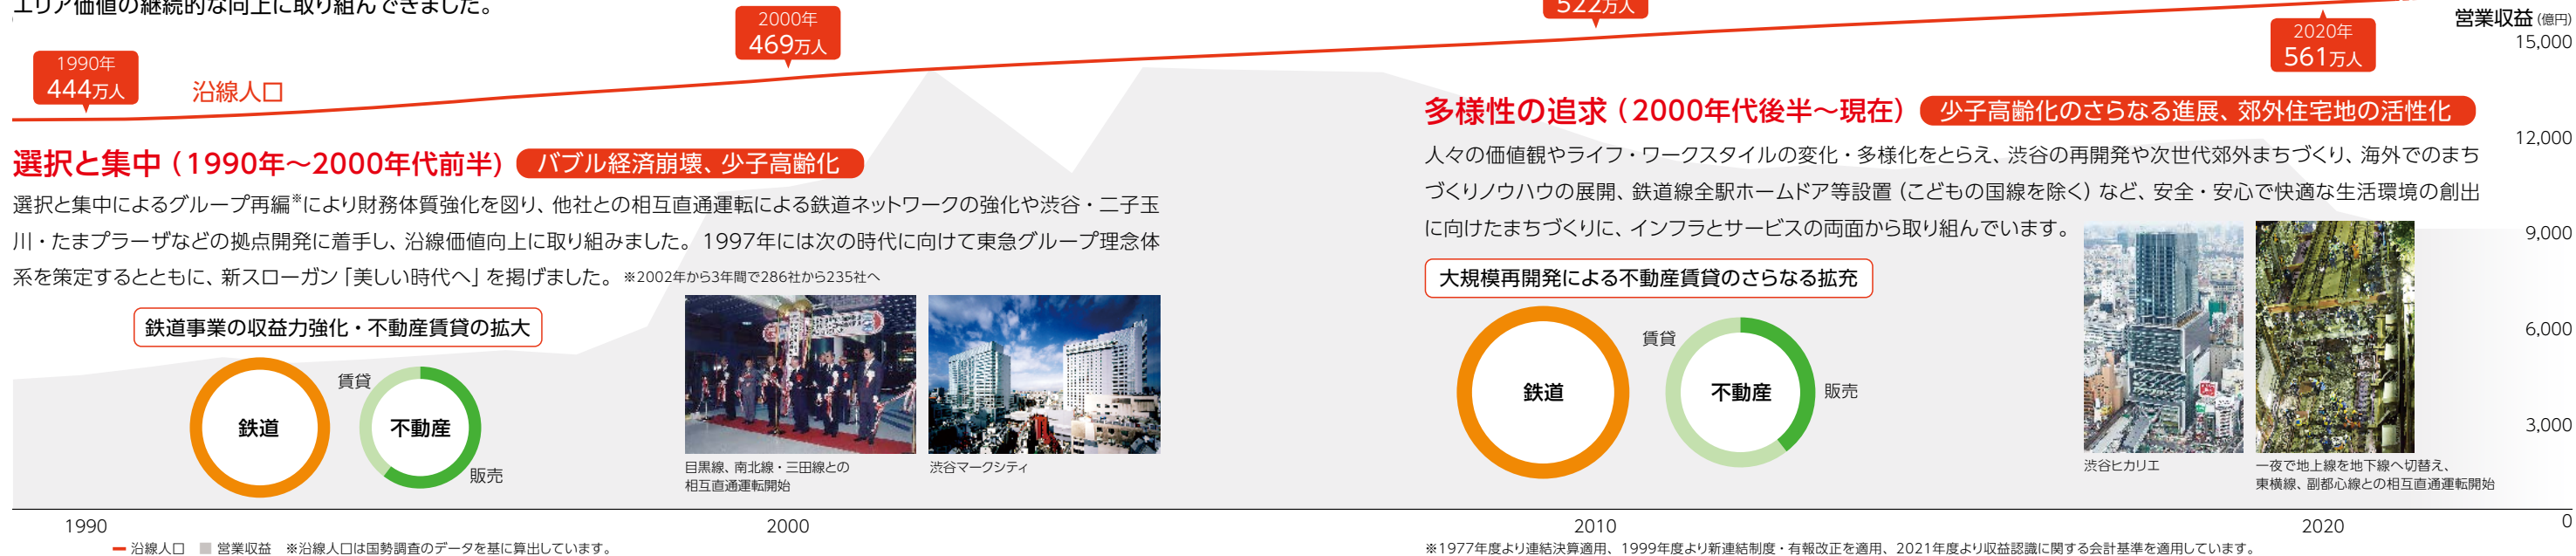 エリア価値の継続的な向上に取り組んできました。
1990年
444万人
沿線人口
2000年
469万人
522万人
2020年
561万人
営業収益(億円)
15,000
12,000
9,000
6,000
3,000
0
選択と集中（1990年～2000年代前半） バブル経済崩壊、少子高齢化
選択と集中によるグループ再編※により財務体質強化を図り、他社との相互直通運転による鉄道ネットワークの強化や渋谷・二子玉
川・たまプラーザなどの拠点開発に着手し、沿線価値向上に取り組みました。1997年には次の時代に向けて東急グループ理念体
系を策定するとともに、新スローガン「美しい時代へ」を掲げました。※2002年から3年間で286社から235社へ
鉄道事業の収益力強化・不動産賃貸の拡大
鉄道
賃貸
不動産
販売
目黒線、南北線・三田線との
相互直通運転開始
渋谷マークシティ
多様性の追求（2000年代後半～現在） 少子高齢化のさらなる進展、郊外住宅地の活性化
人々の価値観やライフ・ワークスタイルの変化・多様化をとらえ、渋谷の再開発や次世代郊外まちづくり、海外でのまち
づくりノウハウの展開、鉄道線全駅ホームドア等設置（こどもの国線を除く）など、安全・安心で快適な生活環境の創出
に向けたまちづくりに、インフラとサービスの両面から取り組んでいます。
大規模再開発による不動産賃貸のさらなる拡充
鉄道
賃貸
不動産
販売
渋谷ヒカリエ
一夜で地上線を地下線へ切替え、
東横線、副都心線との相互直通運転開始
1990
2000
2010
2020
沿線人口 営業収益 ※沿線人口は国勢調査のデータを基に算出しています。
※1977年度より連結決算適用、1999年度より新連結制度・有報改正を適用、2021年度より収益認識に関する会計基準を適用しています。